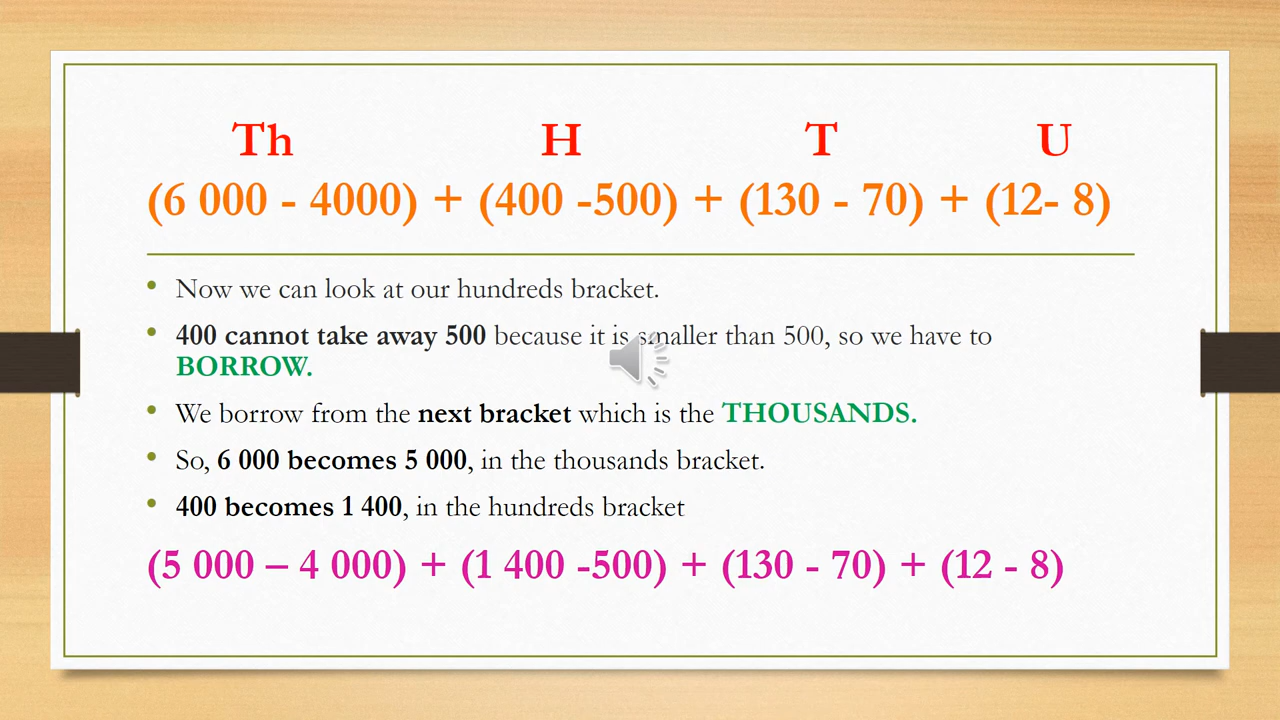 Th H T U
(6 000 - 4000) + (400 -500) + (130 - 70) + (12- 8)
• Now we can look at our hundreds bracket.
• 400 cannot take away 500 because it is smaller than 500, so we have to
BORROW.
• We borrow from the next bracket which is the THOUSANDS.
• So, 6 000 becomes 5 000, in the thousands bracket.
• 400 becomes 1 400, in the hundreds bracket
(5 000 – 4 000) + (1 400 -500) + (130 - 70) + (12 - 8)